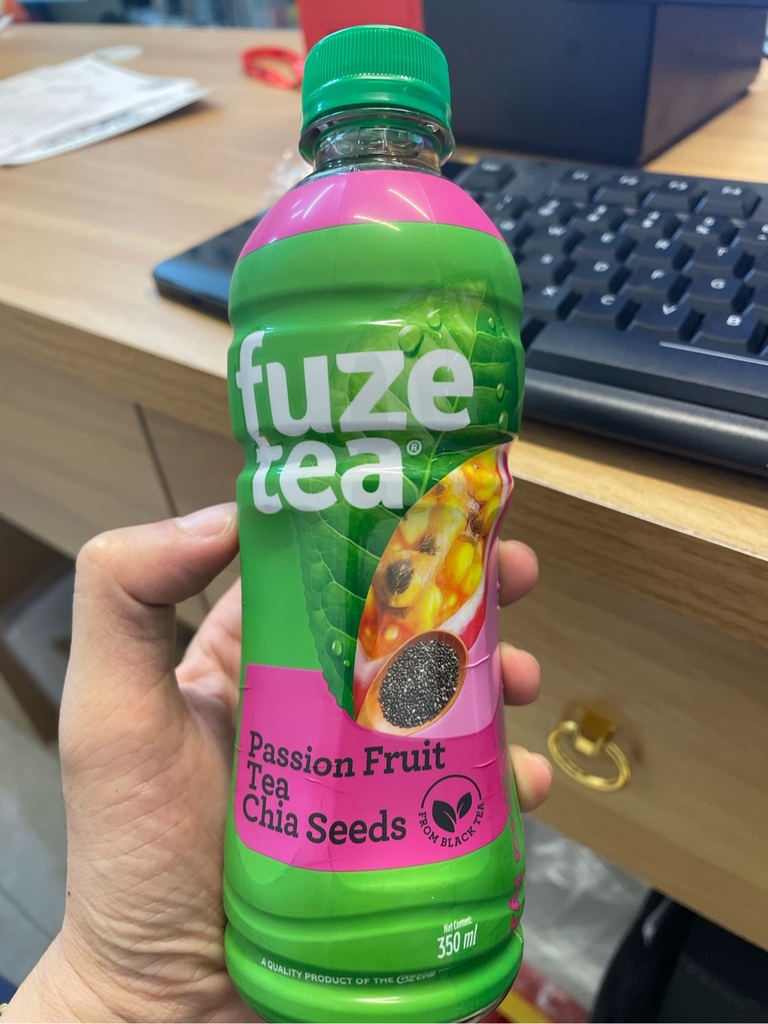 fuze
tea®
Passion Fruit
Tea
Chia Seeds
FROM BLACK TEA
Net Content:
350 ml
A QUALITY PRODUCT OF THE